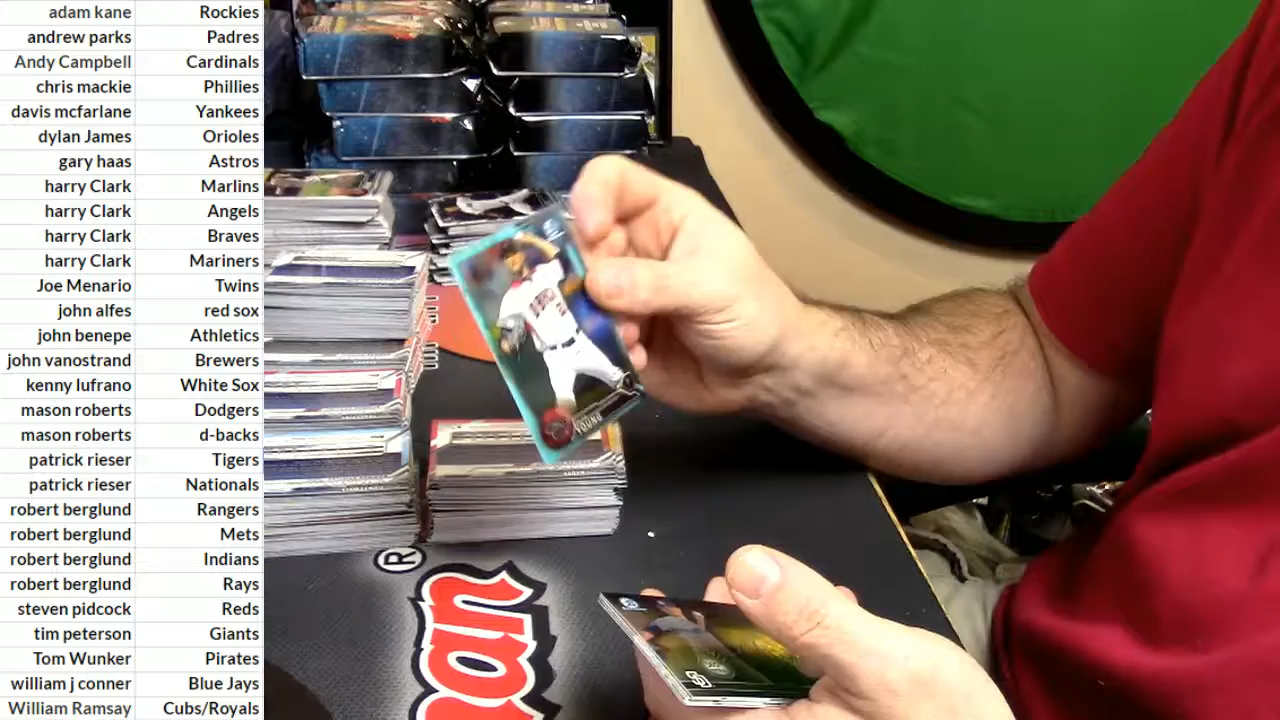 adam kane Rockies
andrew parks Padres
Andy Campbell Cardinals
chris mackie Phillies
davis mcfarlane Yankees
dylan James Orioles
gary haas Astros
harry Clark Marlins
harry Clark Angels
harry Clark Braves
harry Clark Mariners
Joe Menario Twins
john alfes red sox
john benepe Athletics
john vanostrand Brewers
kenny lufrano White Sox
mason roberts Dodgers
mason roberts d-backs
patrick rieser Tigers
patrick rieser Nationals
robert berglund Rangers
robert berglund Mets
robert berglund Indians
robert berglund Rays
steven pidcock Reds
tim peterson Giants
Tom Wunker Pirates
william j conner Blue Jays
William Ramsay Cubs/Royals
YOUNG
an
®